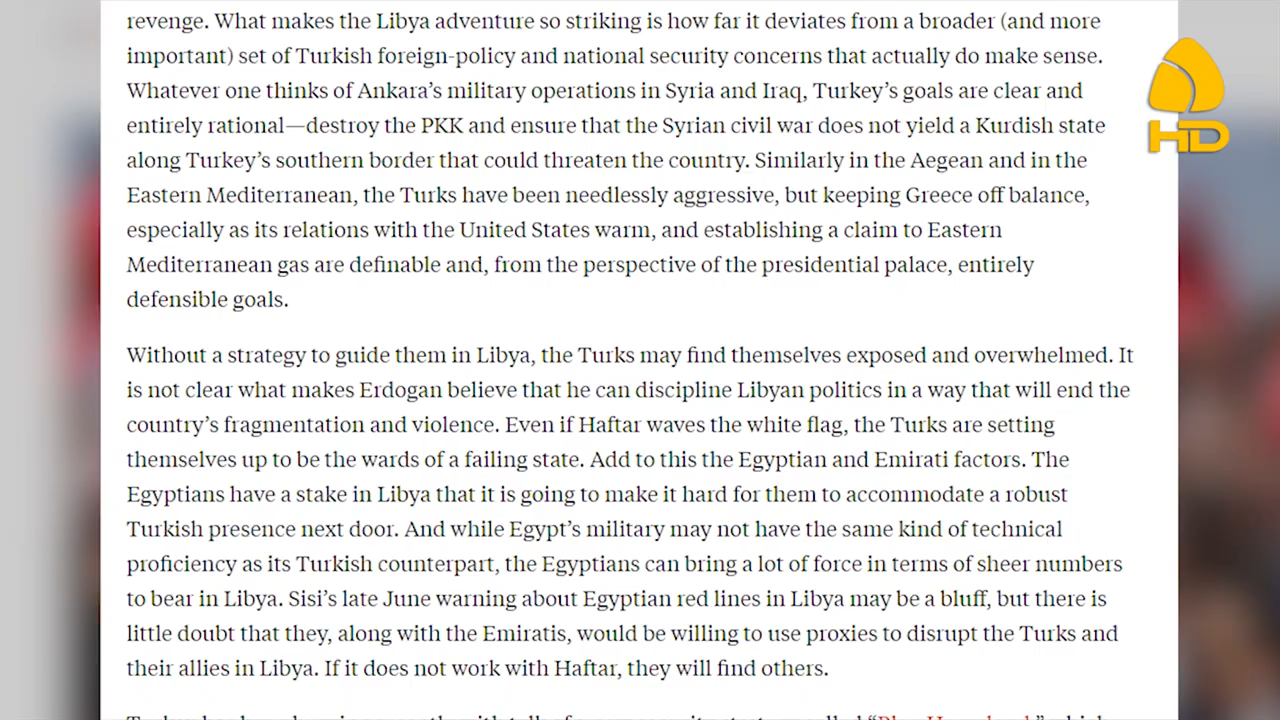 revenge. What makes the Libya adventure so striking is how far it deviates from a broader (and more
important) set of Turkish foreign-policy and national security concerns that actually do make sense.
Whatever one thinks of Ankara’s military operations in Syria and Iraq, Turkey’s goals are clear and
entirely rational—destroy the PKK and ensure that the Syrian civil war does not yield a Kurdish state
along Turkey’s southern border that could threaten the country. Similarly in the Aegean and in the
Eastern Mediterranean, the Turks have been needlessly aggressive, but keeping Greece off balance,
especially as its relations with the United States warm, and establishing a claim to Eastern
Mediterranean gas are definable and, from the perspective of the presidential palace, entirely
defensible goals.
Without a strategy to guide them in Libya, the Turks may find themselves exposed and overwhelmed. It
is not clear what makes Erdogan believe that he can discipline Libyan politics in a way that will end the
country’s fragmentation and violence. Even if Haftar waves the white flag, the Turks are setting
themselves up to be the wards of a failing state. Add to this the Egyptian and Emirati factors. The
Egyptians have a stake in Libya that it is going to make it hard for them to accommodate a robust
Turkish presence next door. And while Egypt’s military may not have the same kind of technical
proficiency as its Turkish counterpart, the Egyptians can bring a lot of force in terms of sheer numbers
to bear in Libya. Sisi’s late June warning about Egyptian red lines in Libya may be a bluff, but there is
little doubt that they, along with the Emiratis, would be willing to use proxies to disrupt the Turks and
their allies in Libya. If it does not work with Haftar, they will find others.
HD